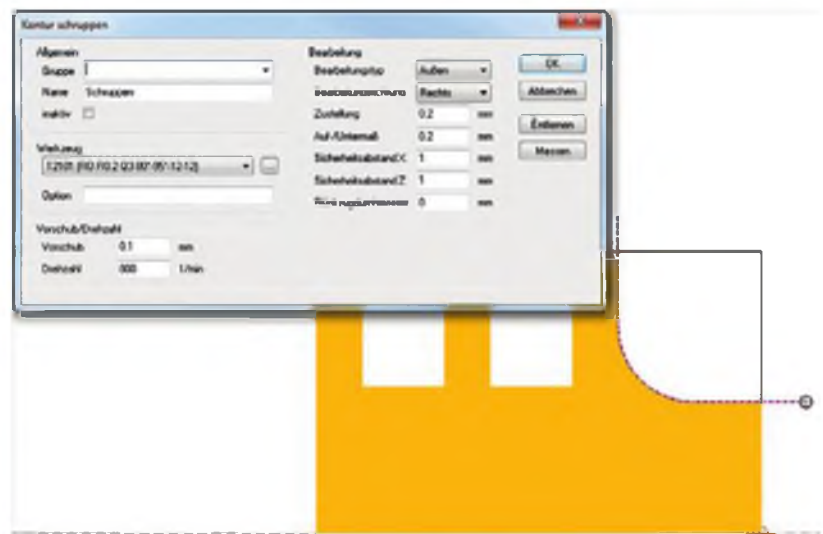 Kontur schruppen
Allgemein
Gruppe
Name Schruppen
inaktiv
Werkzeug
Option
Vorschub/Drehzahl
Vorschub 0.1 mm
Drehzahl 800 1/min
Bearbeitung
Bearbeitungstyp Außen
Rechts
Zustellung 0.2 mm
Auf-/Untermaß 0.2 mm
Sicherheitsabstand X 1 mm
Sicherheitsabstand Z 1 mm
0 mm
OK
Abbrechen
Entfernen
Messen